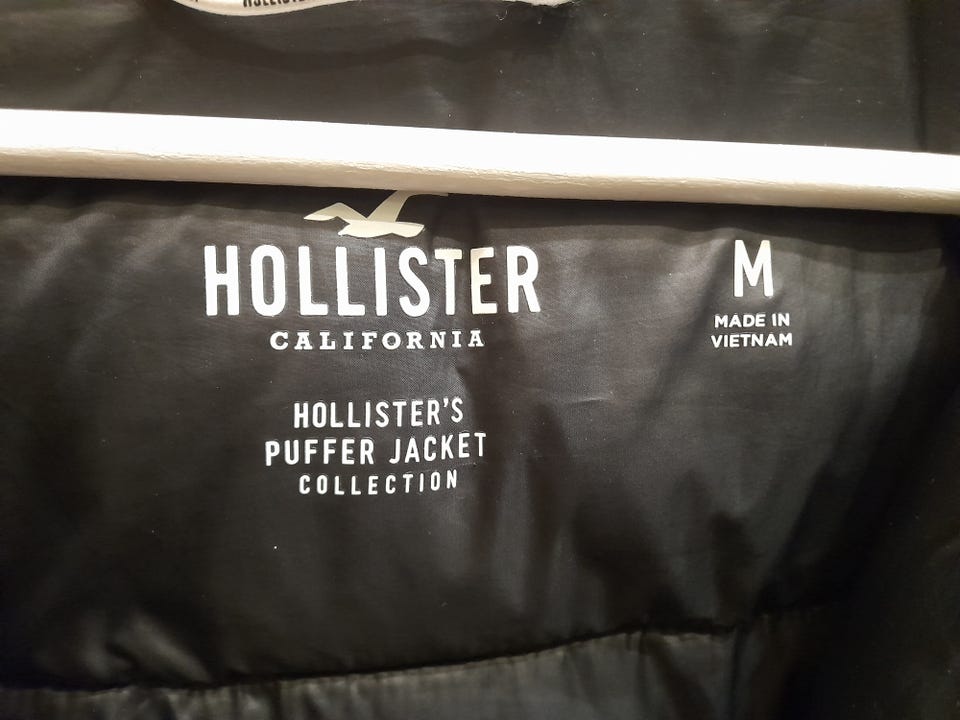 HOLLISTER
CALIFORNIA
HOLLISTER'S
PUFFER JACKET
COLLECTION
M
MADE IN
VIETNAM